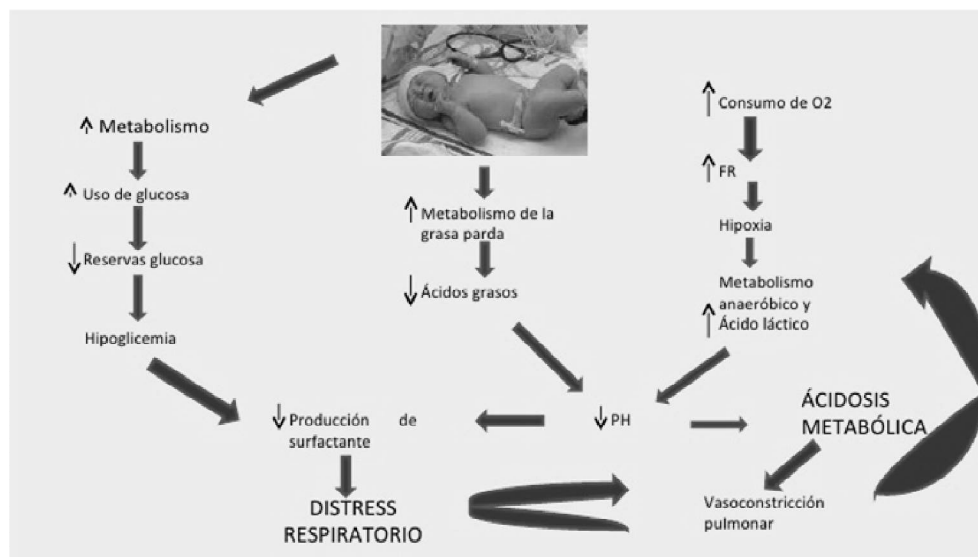 ↑ Metabolismo
↑ Uso de glucosa
↓ Reservas glucosa
Hipoglicemia
↑ Metabolismo de la
grasa parda
↓ Ácidos grasos
↑ Consumo de O2
↑ FR
Hipoxia
Metabolismo
anaeróbico y
↑ Ácido láctico
↓ Producción de
surfactante
↓ PH
ÁCIDOSIS
METABÓLICA
DISTRESS
RESPIRATORIO
Vasoconstricción
pulmonar